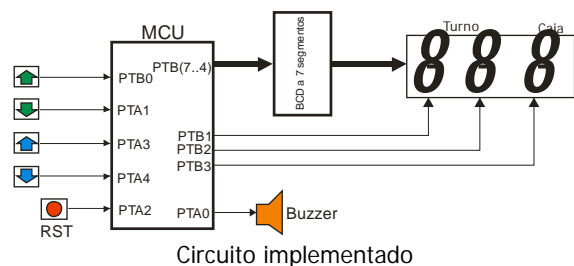 MCU
Turno
Caja
PTB(7..4)
BCD a 7 segmentos
888
PTB0
PTA1
PTB1
PTB2
PTA3
PTB3
PTA4
PTA2
PTA0
Buzzer
RST
Circuito implementado